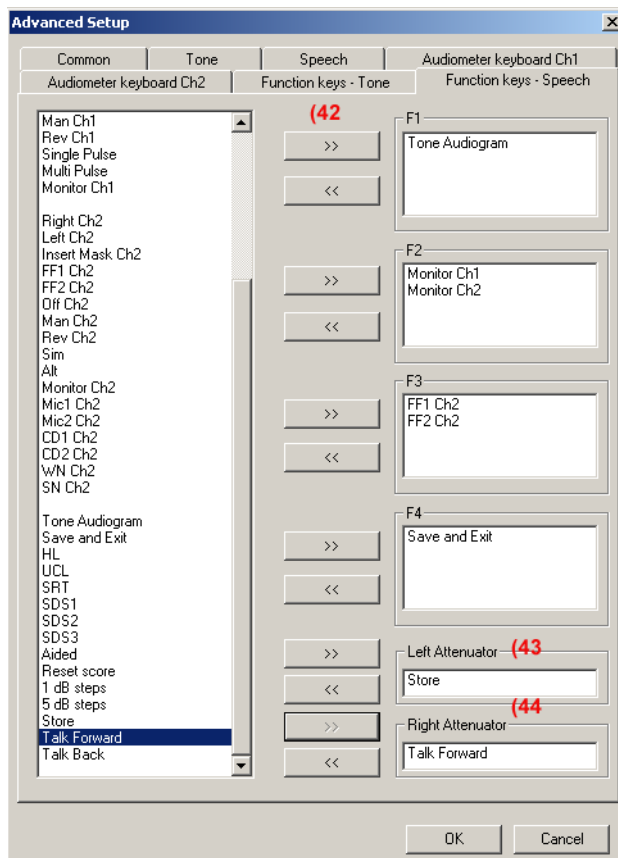 Advanced Setup
Common
Tone
Speech
Audiometer keyboard Ch1
Audiometer keyboard Ch2
Function keys - Tone
Function keys - Speech
Man Ch1
Rev Ch1
Single Pulse
Multi Pulse
Monitor Ch1
Right Ch2
Left Ch2
Insert Mask Ch2
FF1 Ch2
FF2 Ch2
Off Ch2
Man Ch2
Rev Ch2
Sim
Alt
Monitor Ch2
Mic1 Ch2
Mic2 Ch2
CD1 Ch2
CD2 Ch2
WN Ch2
SN Ch2
Tone Audiogram
Save and Exit
HL
UCL
SRT
SDS1
SDS2
SDS3
Aided
Reset score
1 dB steps
5 dB steps
Store
Talk Forward
Talk Back
(42
>>
<<
>>
<<
>>
<<
>>
<<
>>
<<
>>
<<
F1
Tone Audiogram
F2
Monitor Ch1
Monitor Ch2
F3
FF1 Ch2
FF2 Ch2
F4
Save and Exit
Left Attenuator (43
Store
(44
Right Attenuator
Talk Forward
OK
Cancel